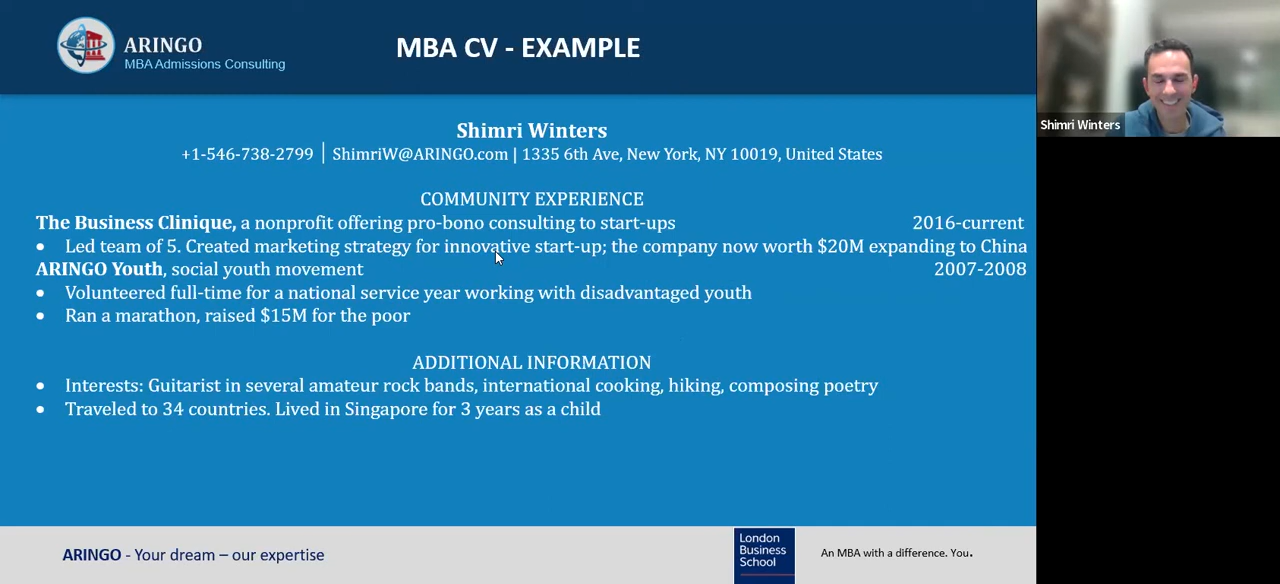 ARINGO
MBA Admissions Consulting
MBA CV - EXAMPLE
Shimri Winters
Shimri Winters
+1-546-738-2799 | ShimriW@ARINGO.com | 1335 6th Ave, New York, NY 10019, United States
COMMUNITY EXPERIENCE
The Business Clinique, a nonprofit offering pro-bono consulting to start-ups 2016-current
• Led team of 5. Created marketing strategy for innovative start-up; the company now worth $20M expanding to China
ARINGO Youth, social youth movement 2007-2008
• Volunteered full-time for a national service year working with disadvantaged youth
• Ran a marathon, raised $15M for the poor
ADDITIONAL INFORMATION
• Interests: Guitarist in several amateur rock bands, international cooking, hiking, composing poetry
• Traveled to 34 countries. Lived in Singapore for 3 years as a child
ARINGO - Your dream – our expertise
London
Business
School
An MBA with a difference. You.